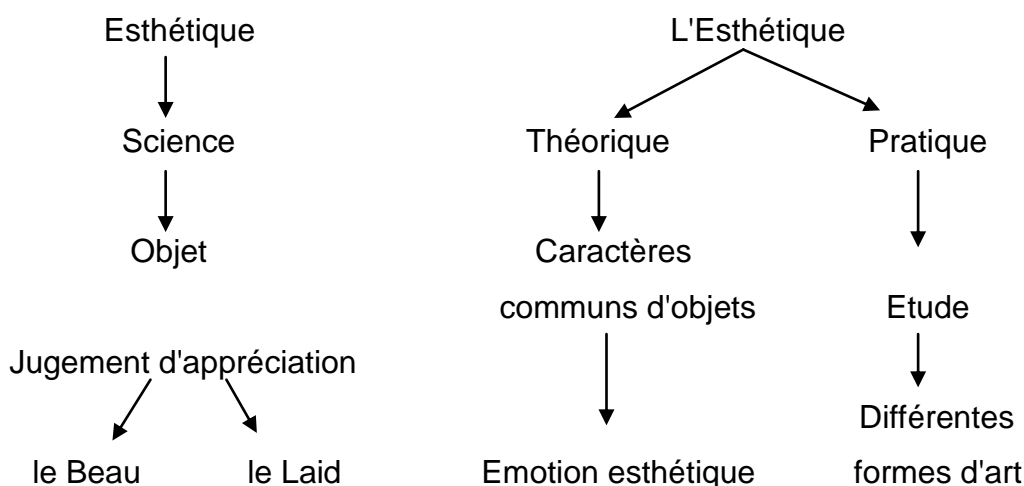 Esthétique
Science
Objet
Jugement d'appréciation
le Beau le Laid
L'Esthétique
Théorique Pratique
Caractères
communs d'objets Etude
Différentes
Emotion esthétique formes d'art